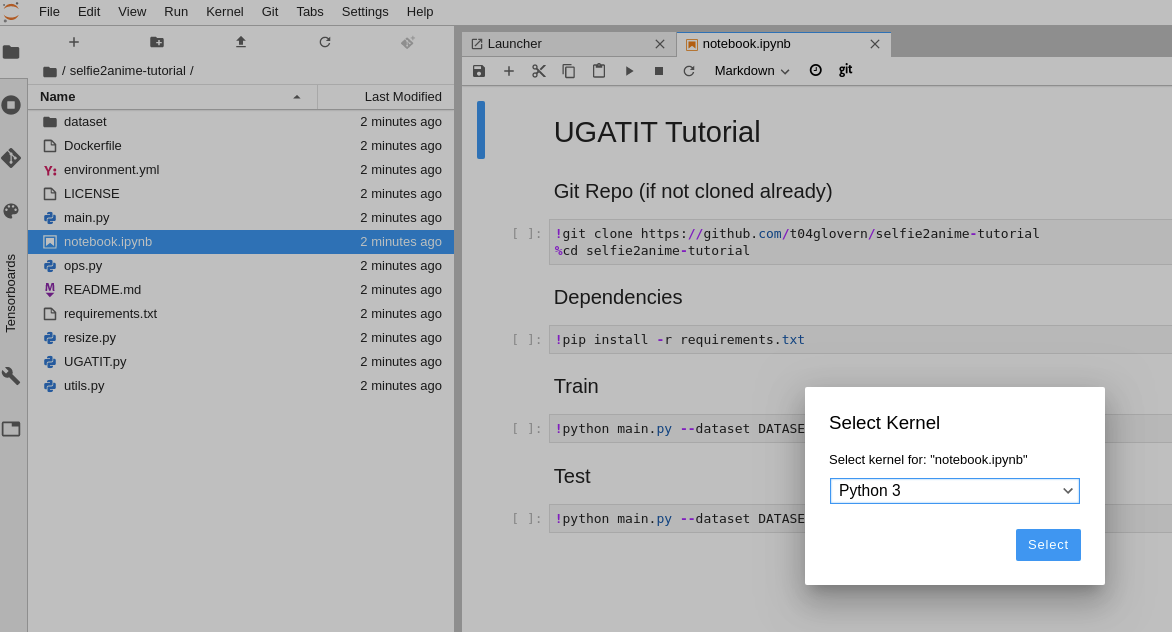 File Edit View Run Kernel Git Tabs Settings Help
/ selfie2anime-tutorial /
Name Last Modified
dataset 2 minutes ago
Dockerfile 2 minutes ago
Y: environment.yml 2 minutes ago
LICENSE 2 minutes ago
main.py 2 minutes ago
notebook.ipynb 2 minutes ago
ops.py 2 minutes ago
M README.md 2 minutes ago
requirements.txt 2 minutes ago
resize.py 2 minutes ago
UGATIT.py 2 minutes ago
utils.py 2 minutes ago
Tensorboards
Launcher
notebook.ipynb
Markdown git
UGATIT Tutorial
Git Repo (if not cloned already)
[ ]: !git clone https://github.com/t04glovern/selfie2anime-tutorial
%cd selfie2anime-tutorial
Dependencies
[ ]: !pip install -r requirements.txt
Train
[ ]: !python main.py --dataset DATASE
Test
[ ]: !python main.py --dataset DATASE
Select Kernel
Select kernel for: "notebook.ipynb"
Python 3
Select